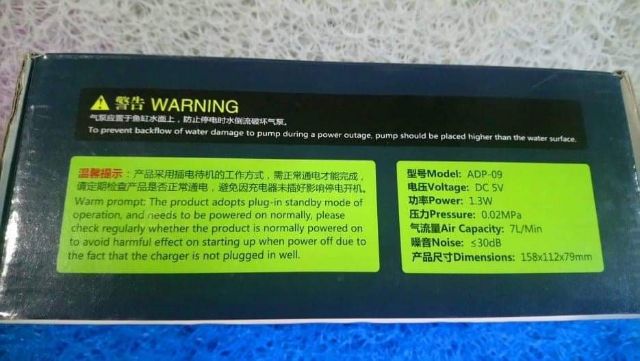 警告 WARNING
气泵应置于鱼缸水面上，防止停电时水倒流破坏气泵。
To prevent backflow of water damage to pump during a power outage, pump should be placed higher than the water surface.
温馨提示：产品采用插电待机的工作方式，需正常通电才能完成，
请定期检查产品是否正常通电，避免因充电器未插好影响停电开机。
Warm prompt: The product adopts plug-in standby mode of
operation, and needs to be powered on normally, please
check regularly whether the product is normally powered on
to avoid harmful effect on starting up when power off due to
the fact that the charger is not plugged in well.
型号Model: ADP-09
电压Voltage: DC 5V
功率Power: 1.3W
压力Pressure: 0.02MPa
气流量Air Capacity: 7L/Min
噪音Noise: ≤30dB
产品尺寸Dimensions: 158x112x79mm